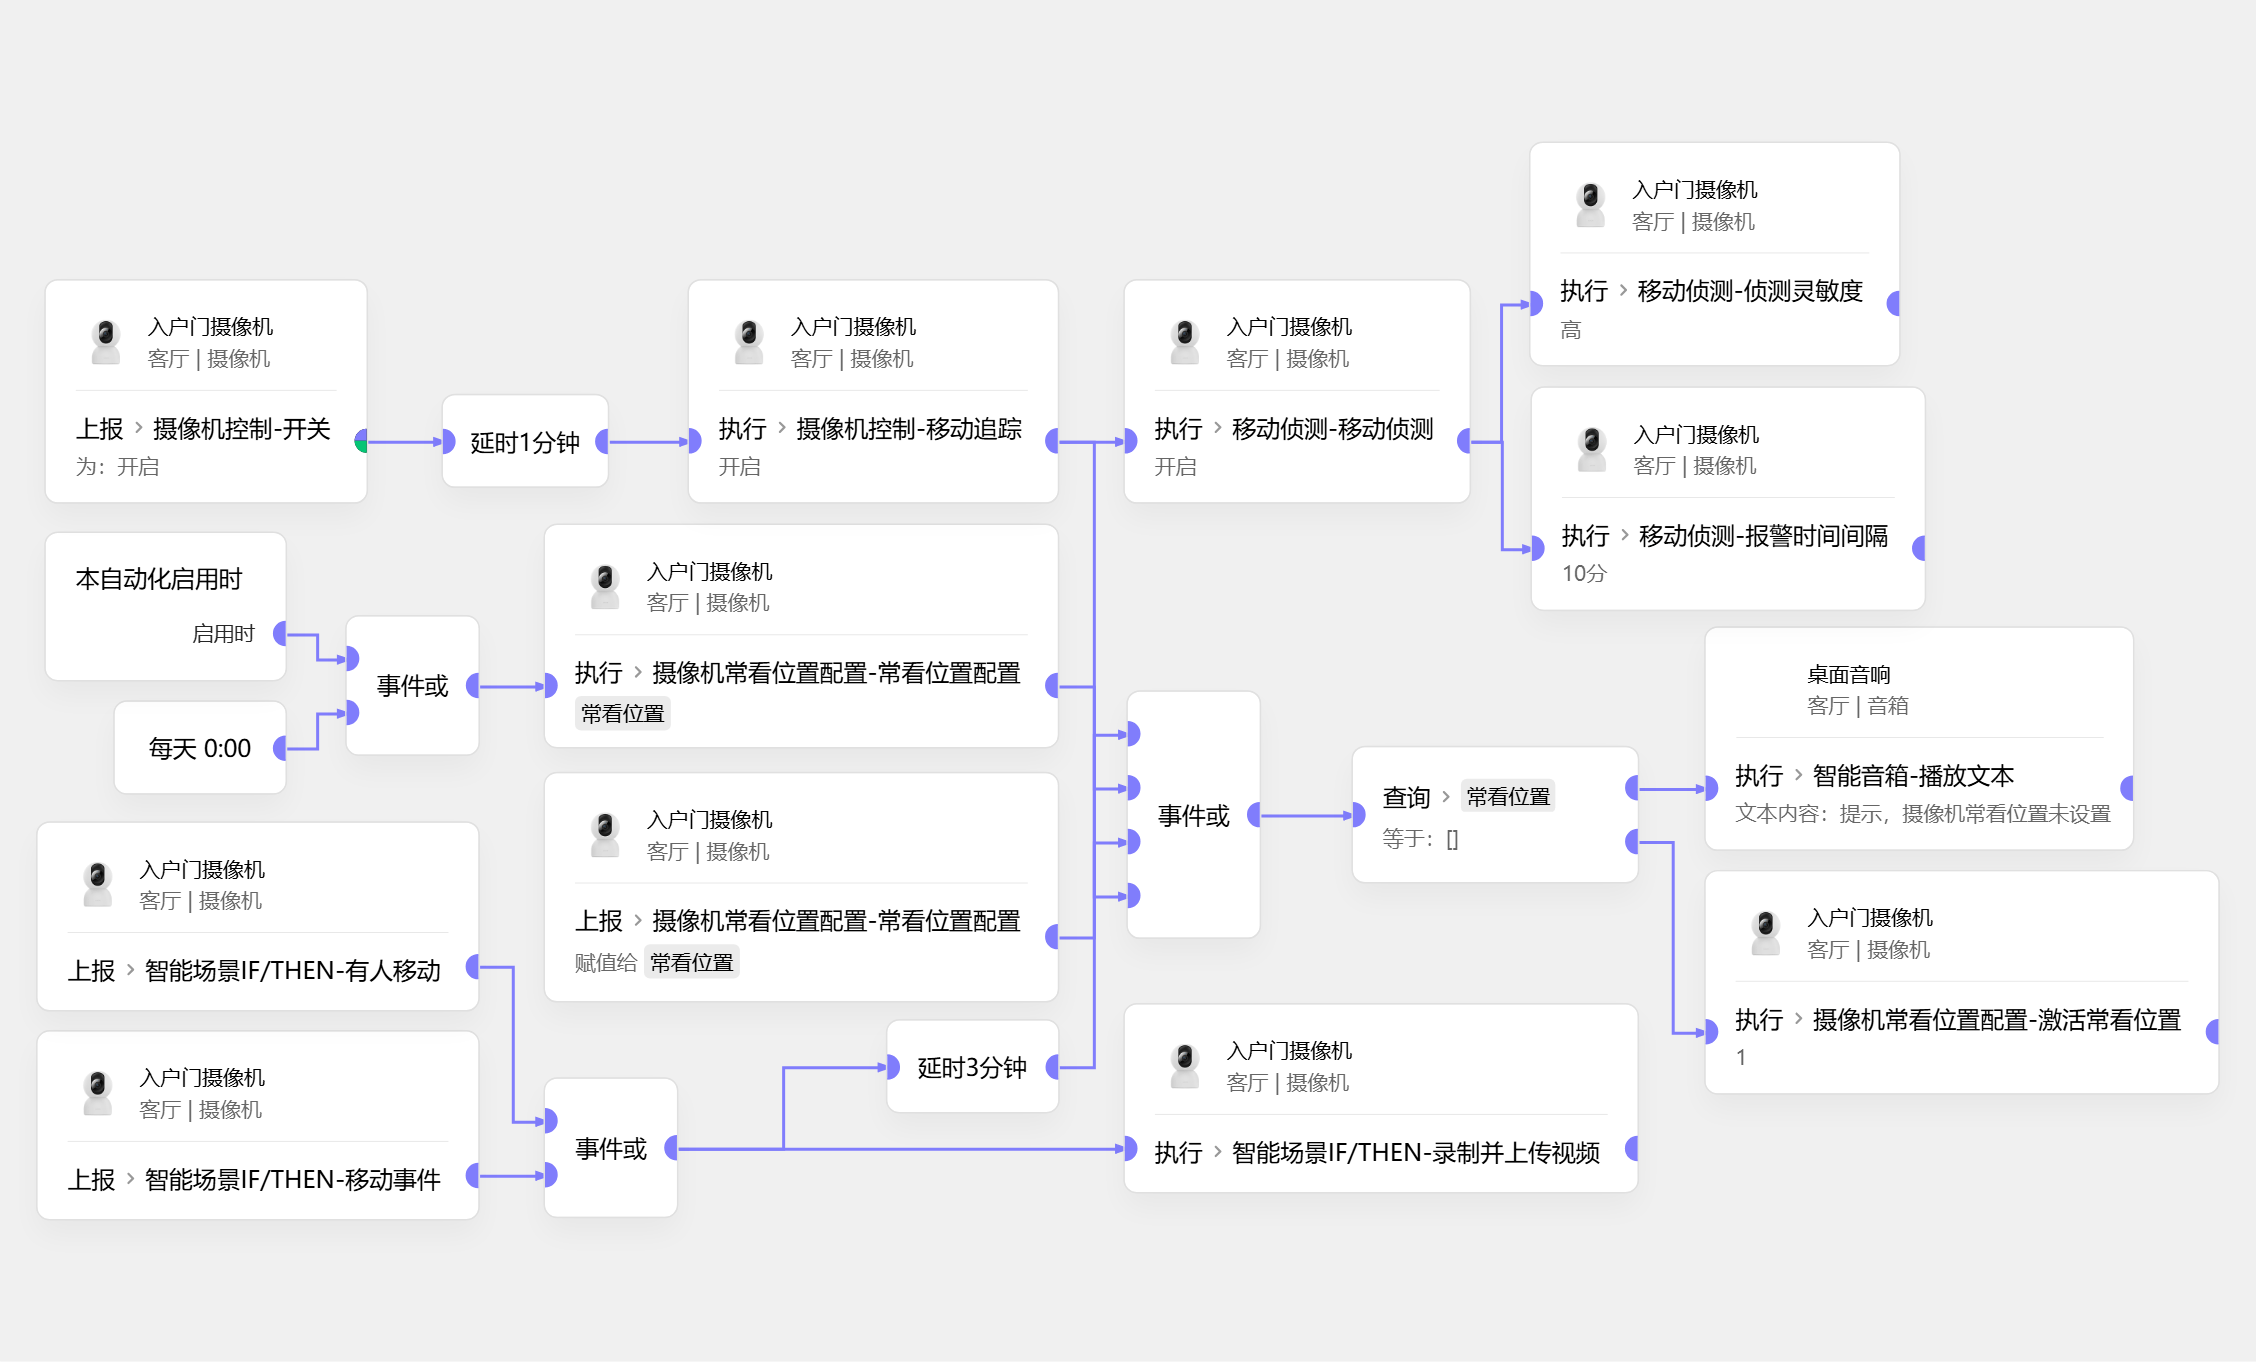 入户门摄像机
客厅 | 摄像机
执行 > 移动侦测-侦测灵敏度
高
入户门摄像机
客厅 | 摄像机
上报 > 摄像机控制-开关
为：开启
延时1分钟
入户门摄像机
客厅 | 摄像机
执行 > 摄像机控制-移动追踪
开启
入户门摄像机
客厅 | 摄像机
执行 > 移动侦测-移动侦测
开启
入户门摄像机
客厅 | 摄像机
执行 > 移动侦测-报警时间间隔
10分
本自动化启用时
启用时
每天 0:00
事件或
入户门摄像机
客厅 | 摄像机
执行 > 摄像机常看位置配置-常看位置配置
常看位置
入户门摄像机
客厅 | 摄像机
上报 > 摄像机常看位置配置-常看位置配置
赋值给 常看位置
事件或
查询 > 常看位置
等于：[]
桌面音响
客厅 | 音箱
执行 > 智能音箱-播放文本
文本内容：提示，摄像机常看位置未设置
入户门摄像机
客厅 | 摄像机
执行 > 摄像机常看位置配置-激活常看位置
1
入户门摄像机
客厅 | 摄像机
上报 > 智能场景IF/THEN-有人移动
入户门摄像机
客厅 | 摄像机
上报 > 智能场景IF/THEN-移动事件
事件或
延时3分钟
入户门摄像机
客厅 | 摄像机
执行 > 智能场景IF/THEN-录制并上传视频